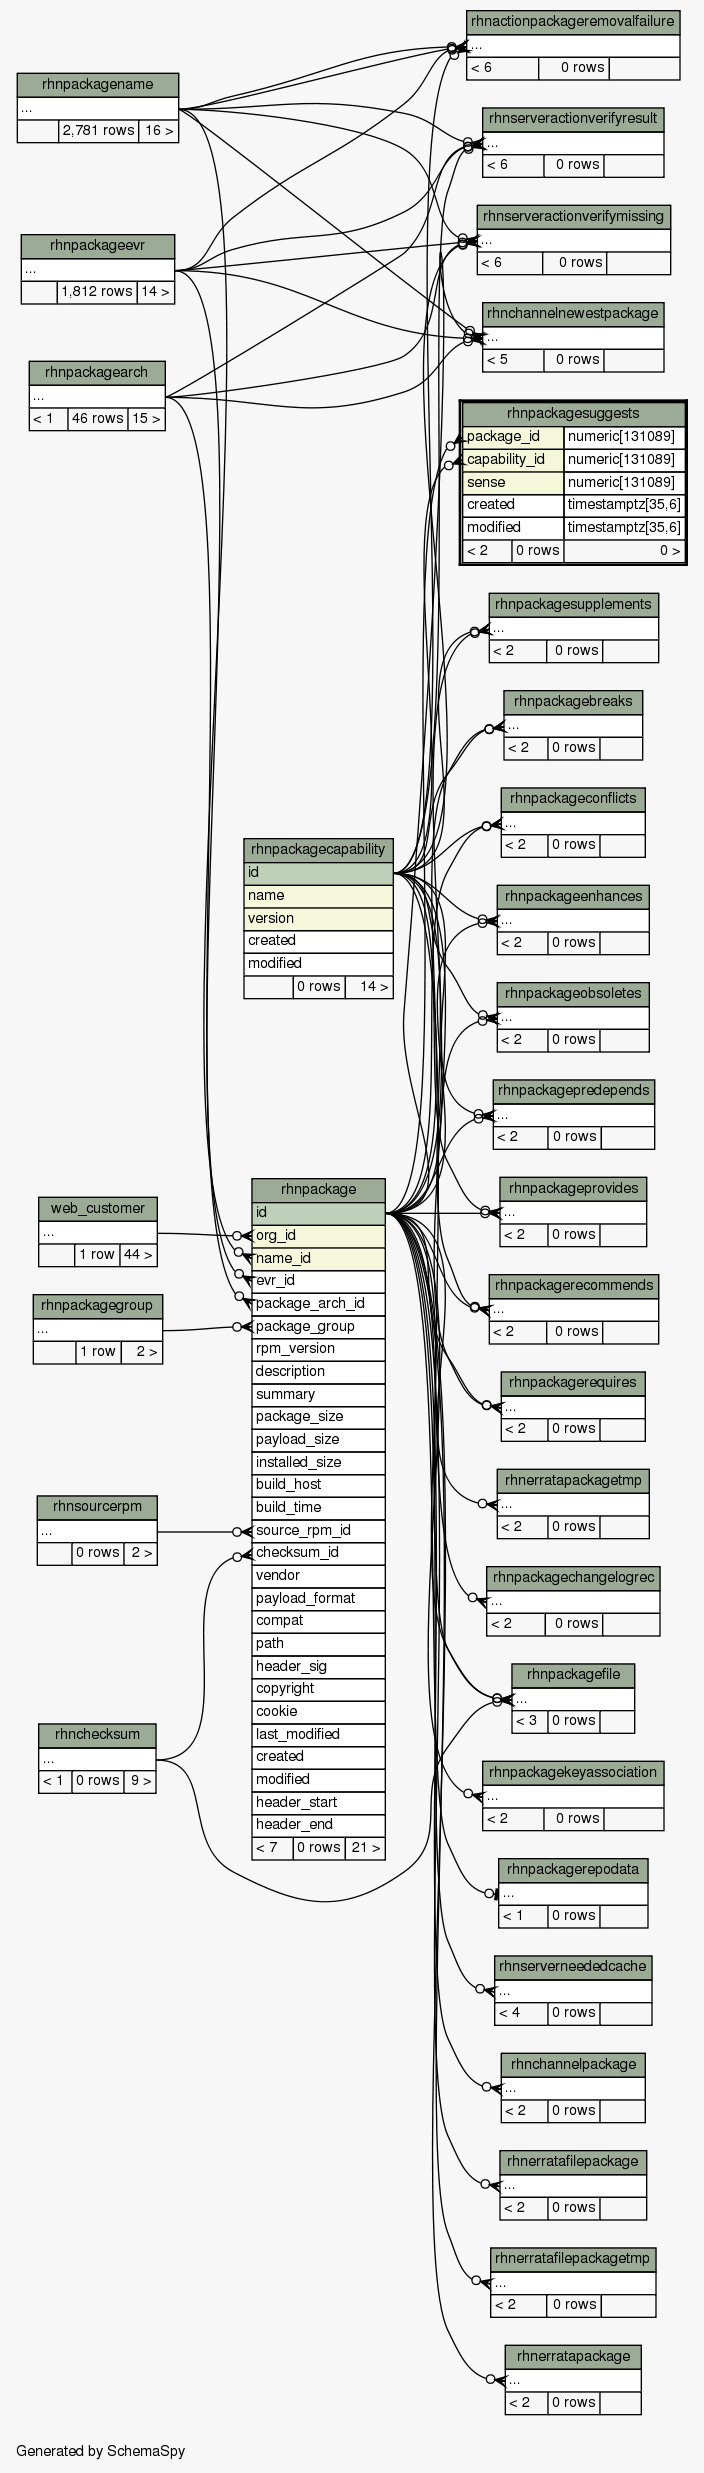 rhnactionpackageremovalfailure
...
< 6 0 rows
rhnpackagename
...
2,781 rows 16 >
rhnserveractionverifyresult
...
< 6 0 rows
rhnserveractionverifymissing
...
< 6 0 rows
rhnpackageevr
...
1,812 rows 14 >
rhnchannelnewestpackage
...
< 5 0 rows
rhnpackagearch
...
< 1 46 rows 15 >
rhnpackagesuggests
package_id numeric[131089]
capability_id numeric[131089]
sense numeric[131089]
created timestamptz[35,6]
modified timestamptz[35,6]
< 2 0 rows 0 >
rhnpackagesupplements
...
< 2 0 rows
rhnpackagebreaks
...
< 2 0 rows
rhnpackageconflicts
...
< 2 0 rows
rhnpackagecapability
id
name
version
created
modified
0 rows 14 >
rhnpackageenhances
...
< 2 0 rows
rhnpackageobsoletes
...
< 2 0 rows
rhnpackagepredepends
...
< 2 0 rows
rhnpackageprovides
...
< 2 0 rows
rhnpackagerecommends
...
< 2 0 rows
rhnpackagerequires
...
< 2 0 rows
rhnerratapackagetmp
...
< 2 0 rows
rhnpackagechangelogrec
...
< 2 0 rows
rhnpackagefile
...
< 3 0 rows
rhnpackagekeyassociation
...
< 2 0 rows
rhnpackagerepodata
...
< 1 0 rows
rhnserverneededcache
...
< 4 0 rows
rhnchannelpackage
...
< 2 0 rows
rhnerratafilepackage
...
< 2 0 rows
rhnerratafilepackagetmp
...
< 2 0 rows
rhnerratapackage
...
< 2 0 rows
rhnpackage
id
org_id
name_id
evr_id
package_arch_id
package_group
rpm_version
description
summary
package_size
payload_size
installed_size
build_host
build_time
source_rpm_id
checksum_id
vendor
payload_format
compat
path
header_sig
copyright
cookie
last_modified
created
modified
header_start
header_end
< 7 0 rows 21 >
web_customer
...
1 row 44 >
rhnpackagegroup
...
1 row 2 >
rhnsourcerpm
...
0 rows 2 >
rhnchecksum
...
< 1 0 rows 9 >
Generated by SchemaSpy